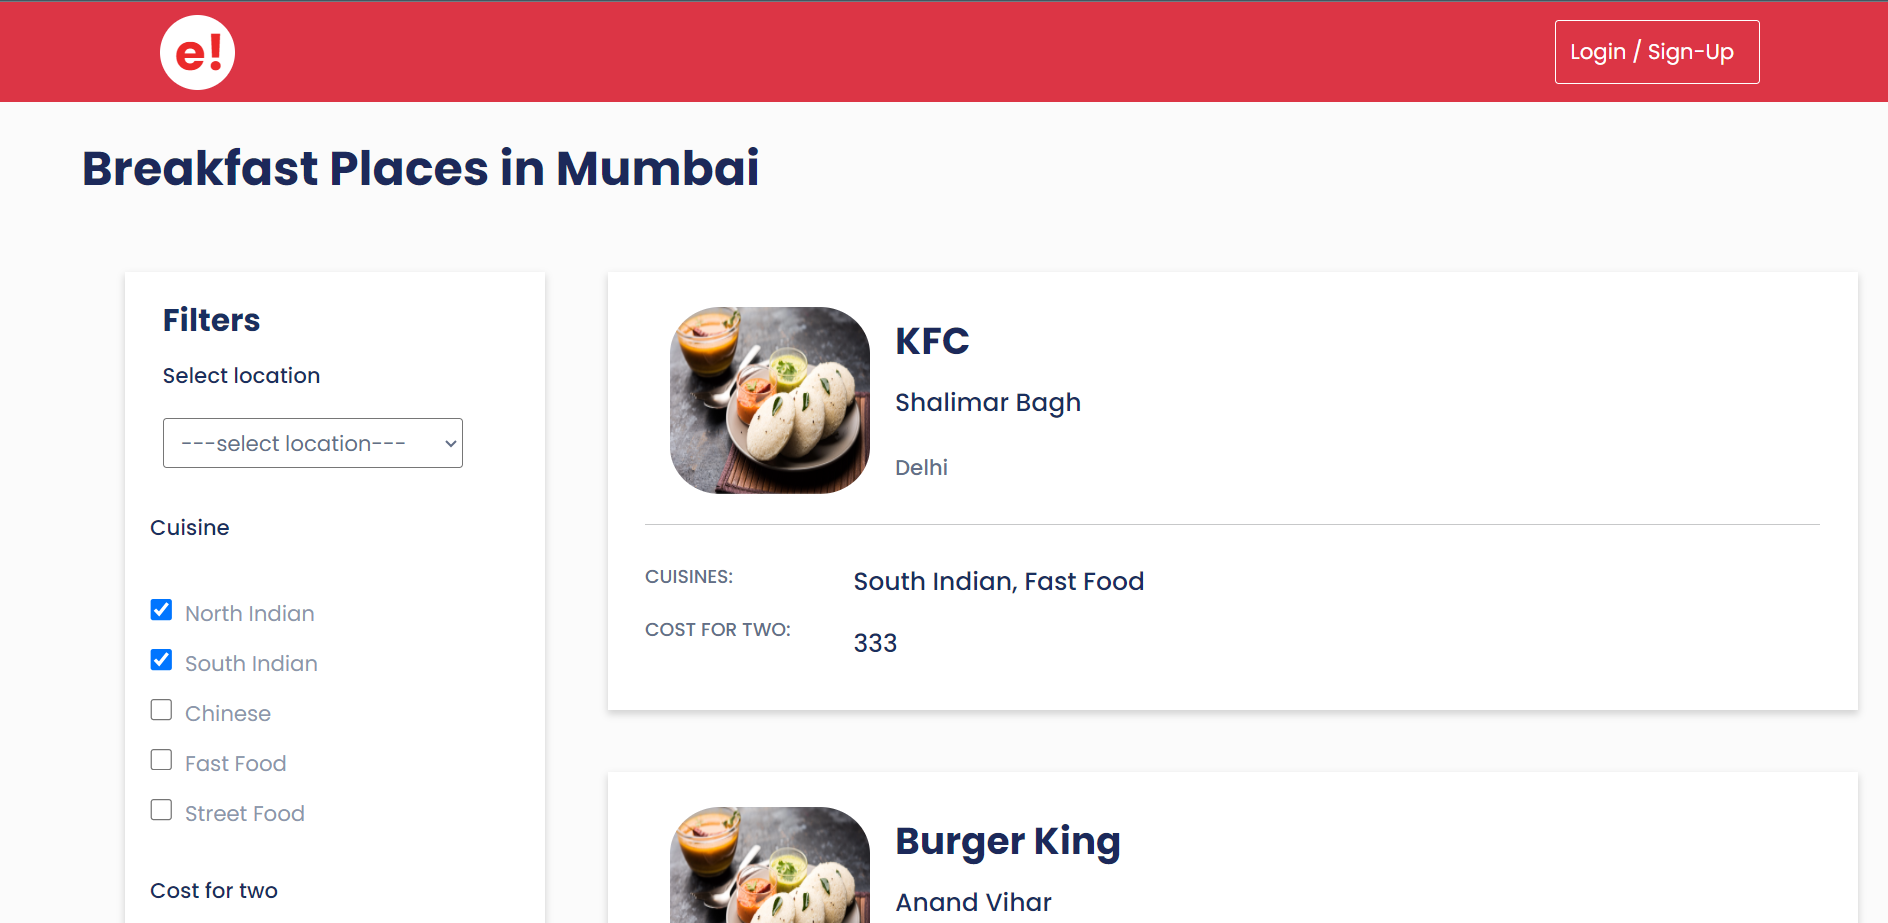 e!
Login / Sign-Up
Breakfast Places in Mumbai
Filters
Select location
---select location---
Cuisine
North Indian
South Indian
Chinese
Fast Food
Street Food
Cost for two
KFC
Shalimar Bagh
Delhi
CUISINES:
South Indian, Fast Food
COST FOR TWO:
333
Burger King
Anand Vihar